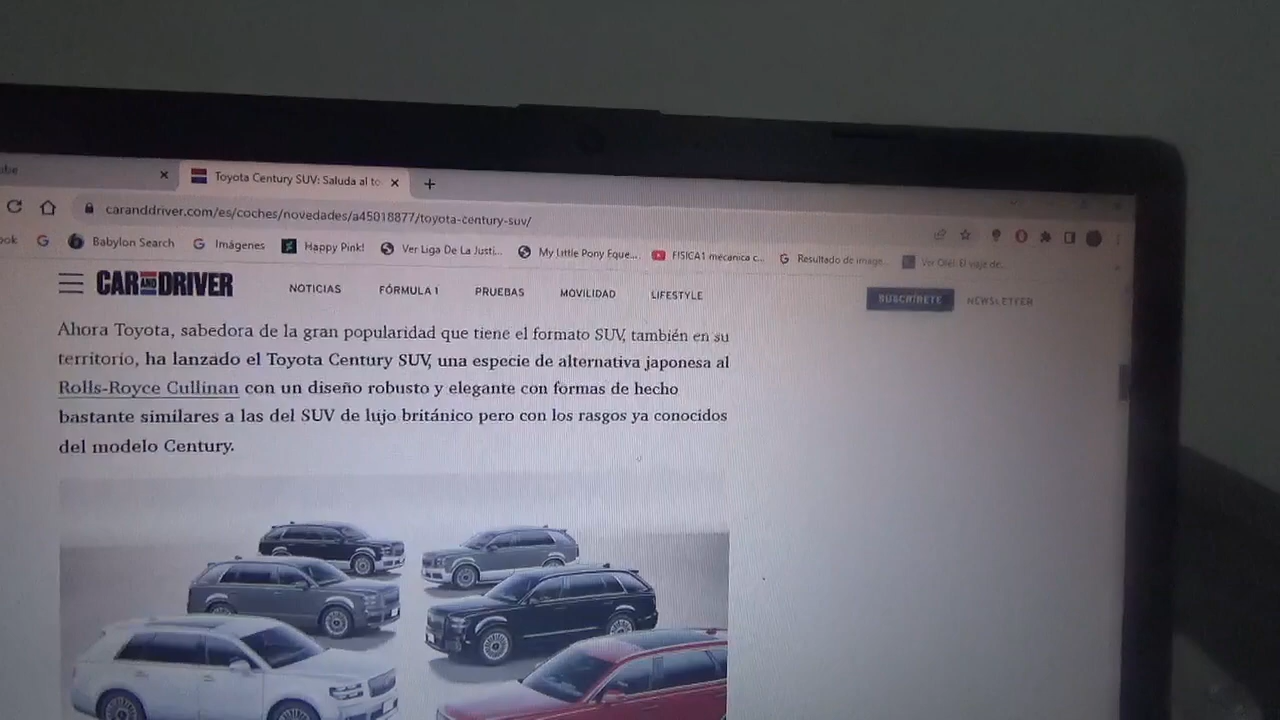 Toyota Century SUV: Saluda al to
caranddriver.com/es/coches/novedades/a45018877/toyota-century-suv/
ook Babylon Search Imágenes Happy Pink! Ver Liga De La Justi... My Little Pony Eque... FISICA1 mecanica c... Resultado de image...
CAR AND DRIVER NOTICIAS FÓRMULA 1 PRUEBAS MOVILIDAD LIFESTYLE SUSCRÍBETE NEWSLETTER
Ahora Toyota, sabedora de la gran popularidad que tiene el formato SUV, también en su
territorio, ha lanzado el Toyota Century SUV, una especie de alternativa japonesa al
Rolls-Royce Cullinan con un diseño robusto y elegante con formas de hecho
bastante similares a las del SUV de lujo británico pero con los rasgos ya conocidos
del modelo Century.